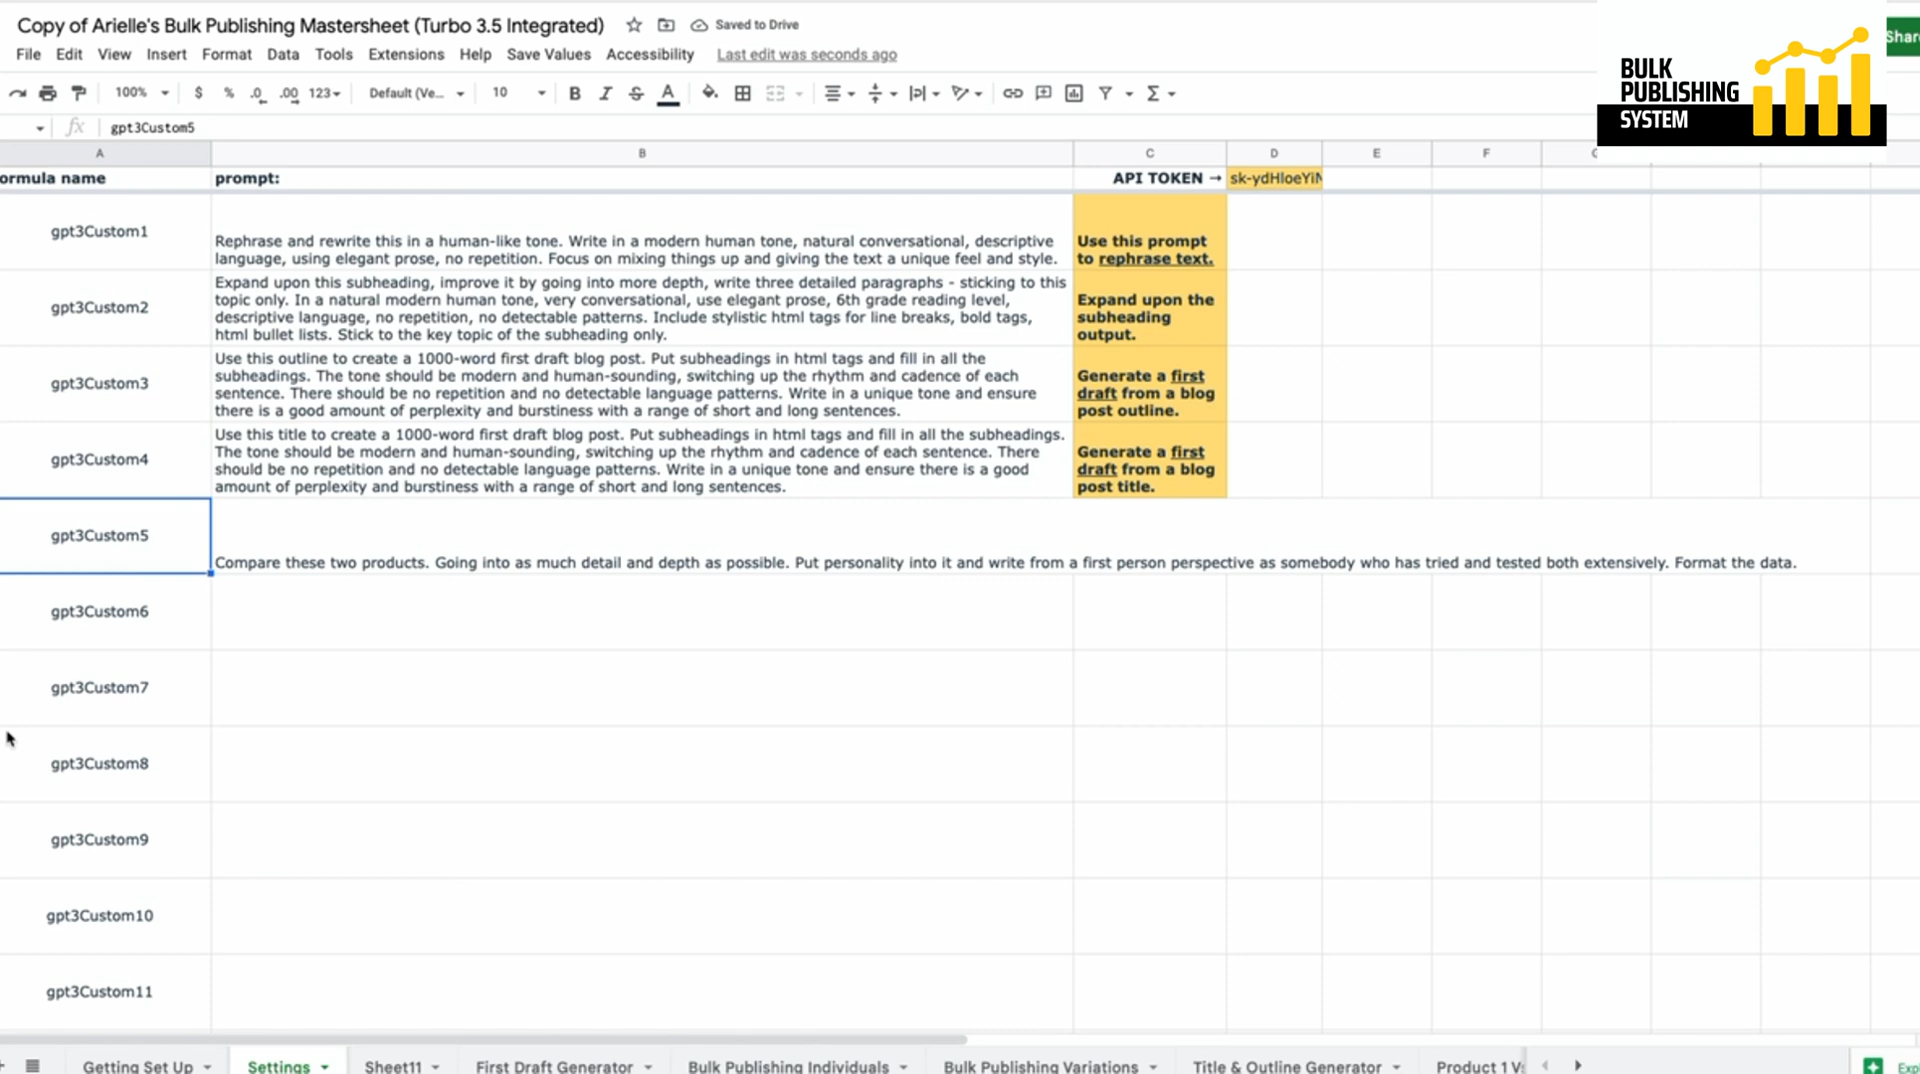 Copy of Arielle's Bulk Publishing Mastersheet (Turbo 3.5 Integrated)
Saved to Drive
Shar
File Edit View Insert Format Data Tools Extensions Help Save Values Accessibility Last edit was seconds ago
BULK
PUBLISHING
SYSTEM
100% $ % .0 .00 123 Default (Ve... 10 B I S A Σ
fx gpt3Custom5
A B C D E F
ormula name prompt: API TOKEN → sk-ydHloeYiN
gpt3Custom1
Rephrase and rewrite this in a human-like tone. Write in a modern human tone, natural conversational, descriptive
language, using elegant prose, no repetition. Focus on mixing things up and giving the text a unique feel and style.
Use this prompt
to rephrase text.
gpt3Custom2
Expand upon this subheading, improve it by going into more depth, write three detailed paragraphs - sticking to this
topic only. In a natural modern human tone, very conversational, use elegant prose, 6th grade reading level,
descriptive language, no repetition, no detectable patterns. Include stylistic html tags for line breaks, bold tags,
html bullet lists. Stick to the key topic of the subheading only.
Expand upon the
subheading
output.
gpt3Custom3
Use this outline to create a 1000-word first draft blog post. Put subheadings in html tags and fill in all the
subheadings. The tone should be modern and human-sounding, switching up the rhythm and cadence of each
sentence. There should be no repetition and no detectable language patterns. Write in a unique tone and ensure
there is a good amount of perplexity and burstiness with a range of short and long sentences.
Generate a first
draft from a blog
post outline.
gpt3Custom4
Use this title to create a 1000-word first draft blog post. Put subheadings in html tags and fill in all the subheadings.
The tone should be modern and human-sounding, switching up the rhythm and cadence of each sentence. There
should be no repetition and no detectable language patterns. Write in a unique tone and ensure there is a good
amount of perplexity and burstiness with a range of short and long sentences.
Generate a first
draft from a blog
post title.
gpt3Custom5
Compare these two products. Going into as much detail and depth as possible. Put personality into it and write from a first person perspective as somebody who has tried and tested both extensively. Format the data.
gpt3Custom6
gpt3Custom7
gpt3Custom8
gpt3Custom9
gpt3Custom10
gpt3Custom11
Getting Set Up Settings Sheet11 First Draft Generator Bulk Publishing Individuals Bulk Publishing Variations Title & Outline Generator Product 1 V Exp